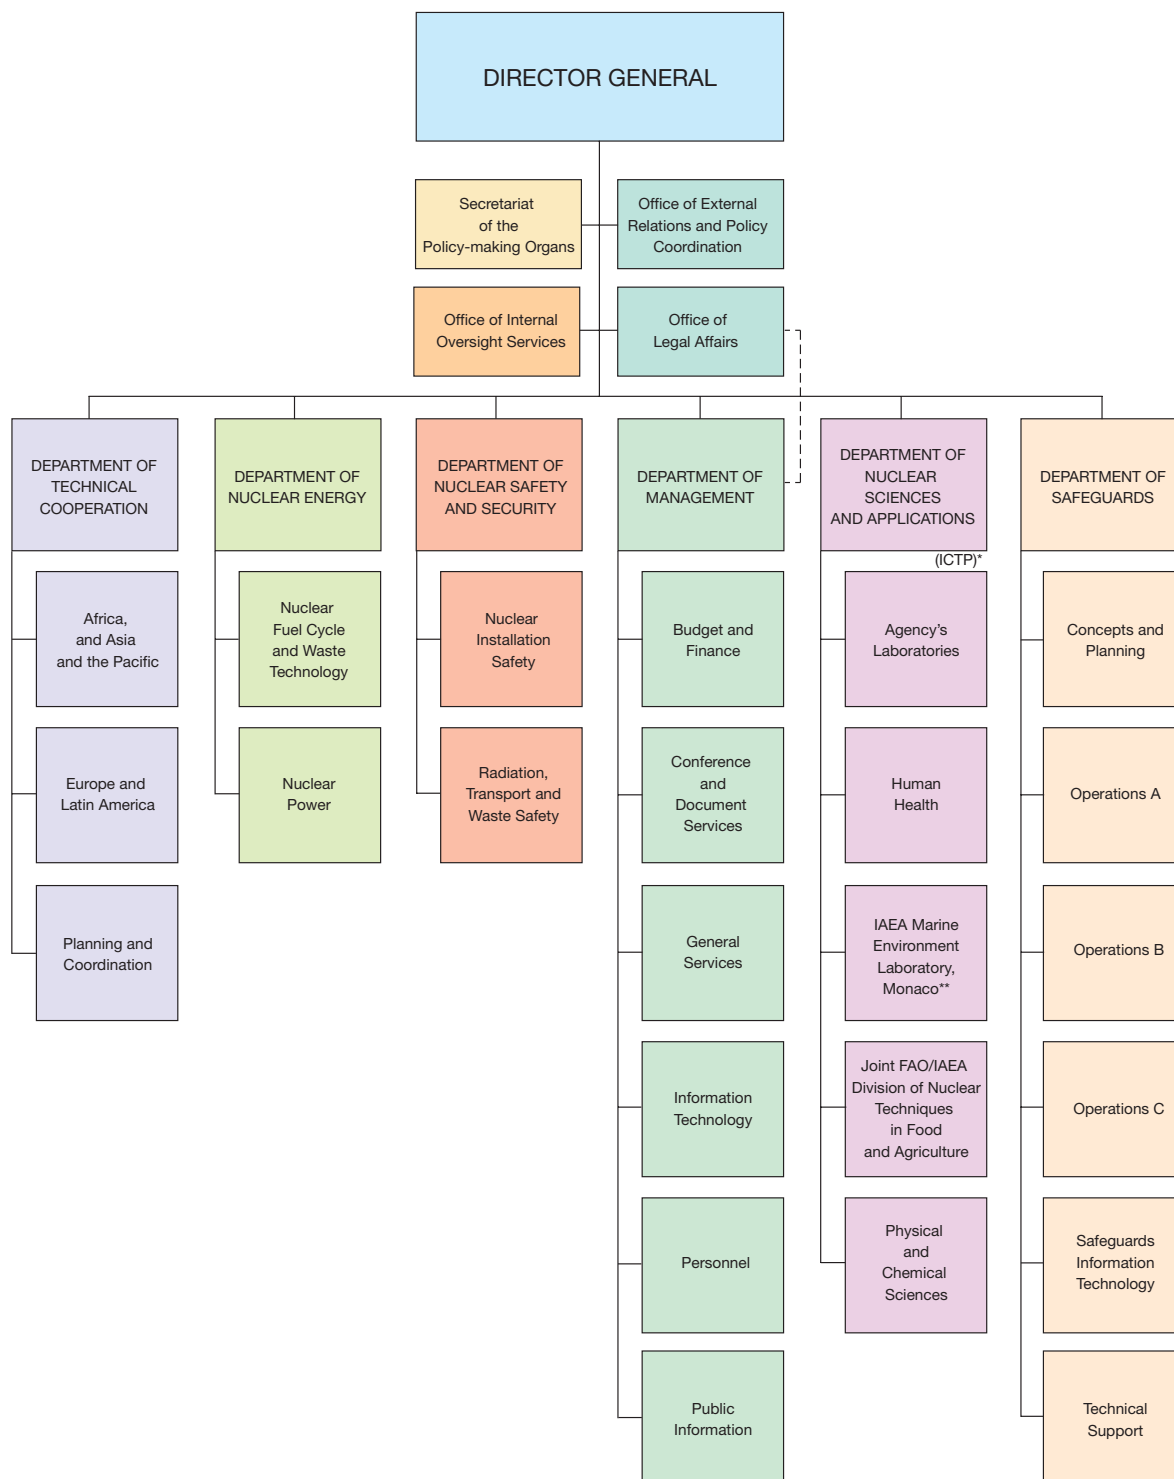 DIRECTOR GENERAL
Secretariat
of the
Policy-making Organs
Office of External
Relations and Policy
Coordination
Office of Internal
Oversight Services
Office of
Legal Affairs
DEPARTMENT OF
TECHNICAL
COOPERATION
DEPARTMENT OF
NUCLEAR ENERGY
DEPARTMENT OF
NUCLEAR SAFETY
AND SECURITY
DEPARTMENT OF
MANAGEMENT
DEPARTMENT OF
NUCLEAR
SCIENCES
AND APPLICATIONS
(ICTP)*
DEPARTMENT OF
SAFEGUARDS
Africa,
and Asia
and the Pacific
Europe and
Latin America
Planning and
Coordination
Nuclear
Fuel Cycle
and Waste
Technology
Nuclear
Power
Nuclear
Installation
Safety
Radiation,
Transport and
Waste Safety
Budget and
Finance
Conference
and
Document
Services
General
Services
Information
Technology
Personnel
Public
Information
Agency’s
Laboratories
Human
Health
IAEA Marine
Environment
Laboratory,
Monaco**
Joint FAO/IAEA
Division of Nuclear
Techniques
in Food
and Agriculture
Physical
and
Chemical
Sciences
Concepts and
Planning
Operations A
Operations B
Operations C
Safeguards
Information
Technology
Technical
Support